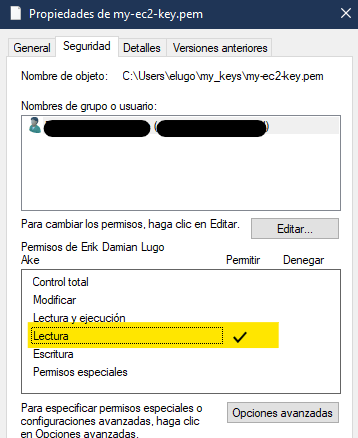 Propiedades de my-ec2-key.pem
General Seguridad Detalles Versiones anteriores
Nombre de objeto: C:\Users\elugo\my_keys\my-ec2-key.pem
Nombres de grupo o usuario:
(
)
Para cambiar los permisos, haga clic en Editar.
Editar...
Permisos de Erik Damian Lugo
Ake Permitir Denegar
Control total
Modificar
Lectura y ejecución
Lectura
Escritura
Permisos especiales
Para especificar permisos especiales o
configuraciones avanzadas, haga clic
en Opciones avanzadas.
Opciones avanzadas